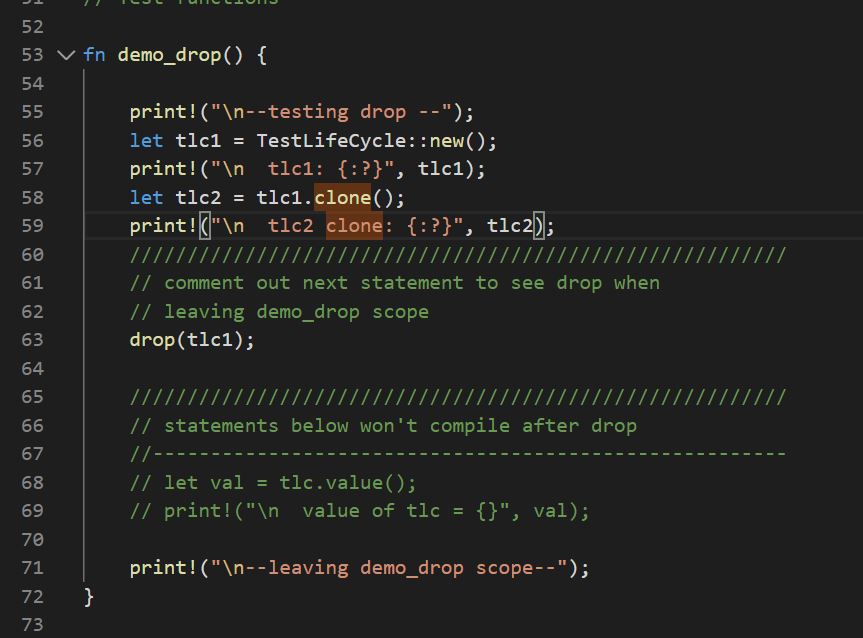 51 // Test functions
52
53 fn demo_drop() {
54
55     print!("\n--testing drop --");
56     let tlc1 = TestLifeCycle::new();
57     print!("\n  tlc1: {:?}", tlc1);
58     let tlc2 = tlc1.clone();
59     print!("\n  tlc2 clone: {:?}", tlc2);
60     /////////////////////////////////////////////////////////
61     // comment out next statement to see drop when
62     // leaving demo_drop scope
63     drop(tlc1);
64
65     /////////////////////////////////////////////////////////
66     // statements below won't compile after drop
67     //-------------------------------------------------------
68     // let val = tlc.value();
69     // print!("\n  value of tlc = {}", val);
70
71     print!("\n--leaving demo_drop scope--");
72 }
73